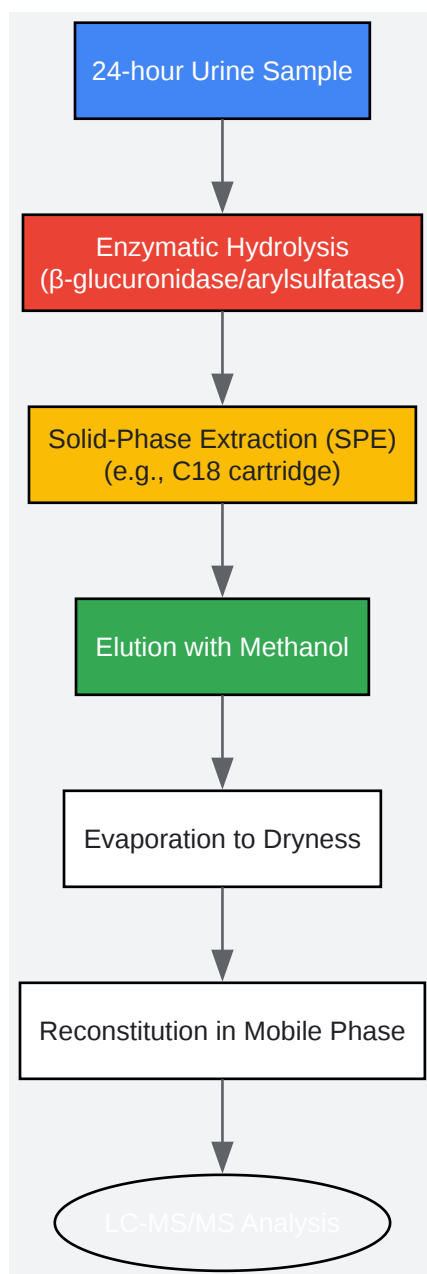 24-hour Urine Sample
Enzymatic Hydrolysis
(β-glucuronidase/arylsulfatase)
Solid-Phase Extraction (SPE)
(e.g., C18 cartridge)
Elution with Methanol
Evaporation to Dryness
Reconstitution in Mobile Phase
LC-MS/MS Analysis